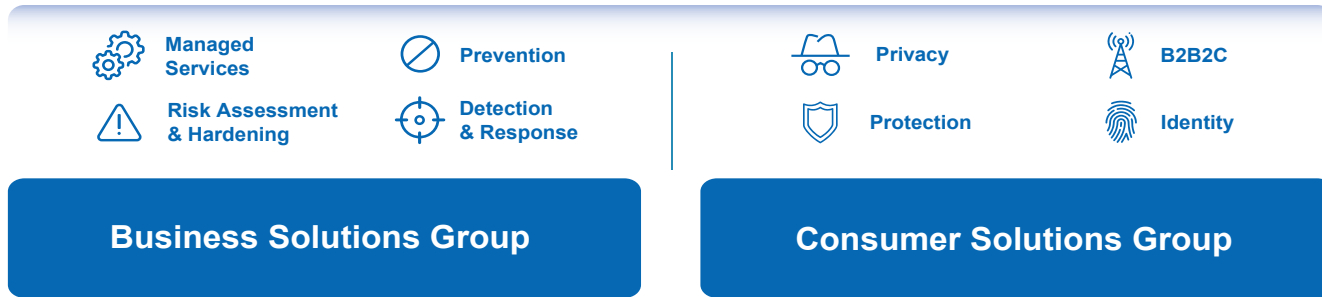 Managed
Services
Prevention
Risk Assessment
& Hardening
Detection
& Response
Privacy
B2B2C
Protection
Identity
Business Solutions Group
Consumer Solutions Group